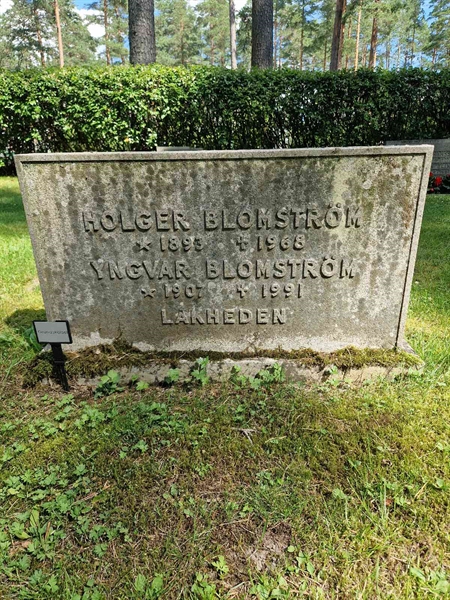 HOLGER BLOMSTRÖM
* 1893 ✝ 1968
YNGVAR BLOMSTRÖM
* 1907 ✝ 1991
LAKHEDEN